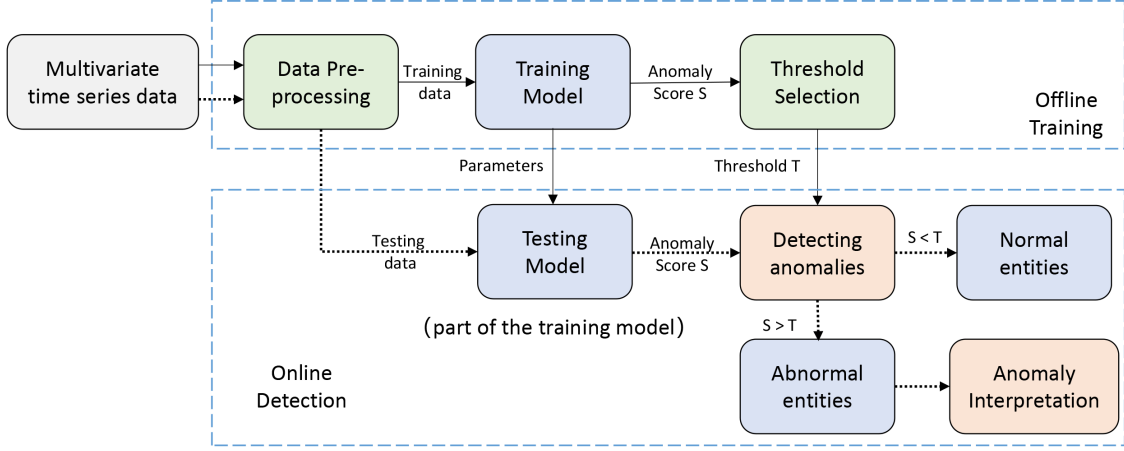 Multivariate
time series data
Data Pre-
processing
Training
data
Training
Model
Anomaly
Score S
Threshold
Selection
Offline
Training
Parameters
Threshold T
Testing
data
Testing
Model
Anomaly
Score S
Detecting
anomalies
S < T
Normal
entities
(part of the training model)
S > T
Online
Detection
Abnormal
entities
Anomaly
Interpretation